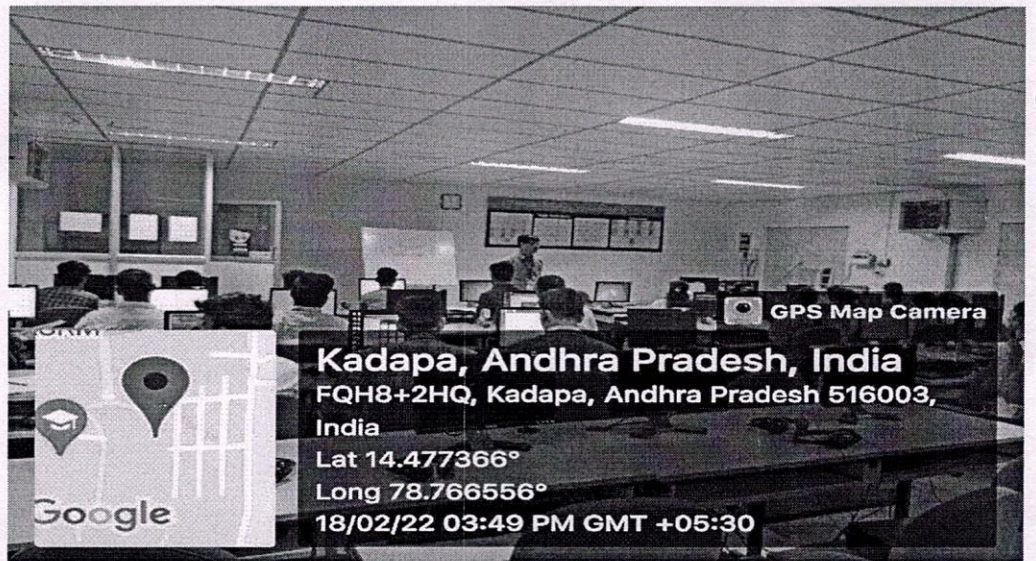 GPS Map Camera
Kadapa, Andhra Pradesh, India
FQH8+2HQ, Kadapa, Andhra Pradesh 516003,
India
Lat 14.477366°
Long 78.766556°
18/02/22 03:49 PM GMT +05:30
Google